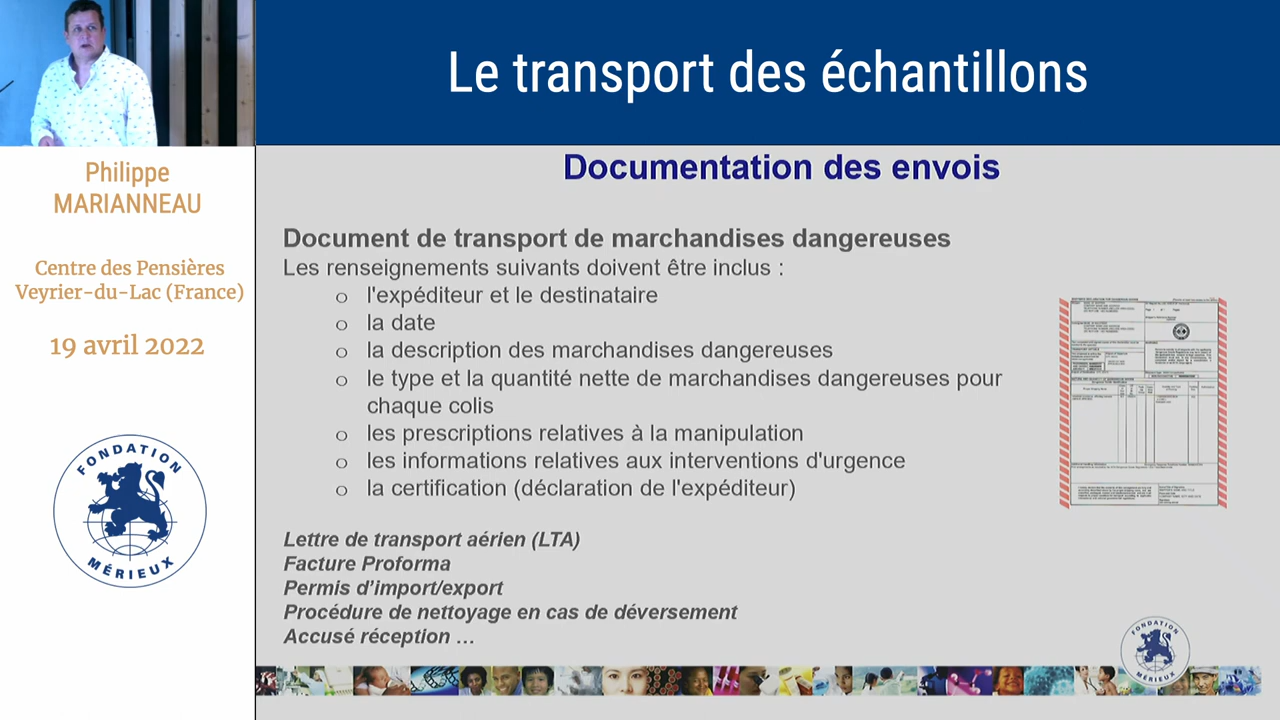 Le transport des échantillons
Philippe
MARIANNEAU
Centre des Pensières
Veyrier-du-Lac (France)
19 avril 2022
FONDATION
MÉRIEUX
Documentation des envois
Document de transport de marchandises dangereuses
Les renseignements suivants doivent être inclus :
o l'expéditeur et le destinataire
o la date
o la description des marchandises dangereuses
o le type et la quantité nette de marchandises dangereuses pour
chaque colis
o les prescriptions relatives à la manipulation
o les informations relatives aux interventions d'urgence
o la certification (déclaration de l'expéditeur)
Lettre de transport aérien (LTA)
Facture Proforma
Permis d’import/export
Procédure de nettoyage en cas de déversement
Accusé réception …
FONDATION
MÉRIEUX